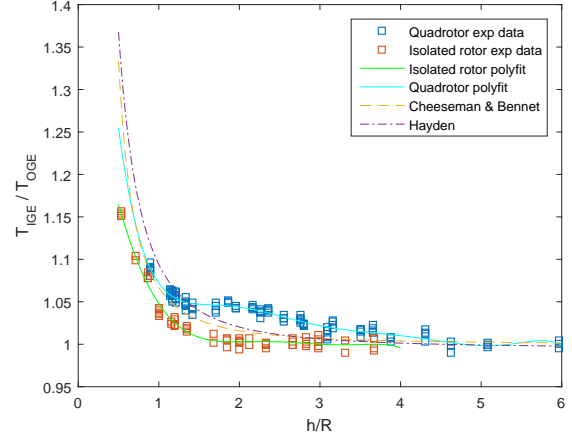 1.4
1.35
1.3
1.25
1.2
1.15
1.1
1.05
1
0.95
T_IGE / T_OGE
0
1
2
3
4
5
6
h/R
Quadrotor exp data
Isolated rotor exp data
Isolated rotor polyfit
Quadrotor polyfit
Cheeseman & Bennet
Hayden